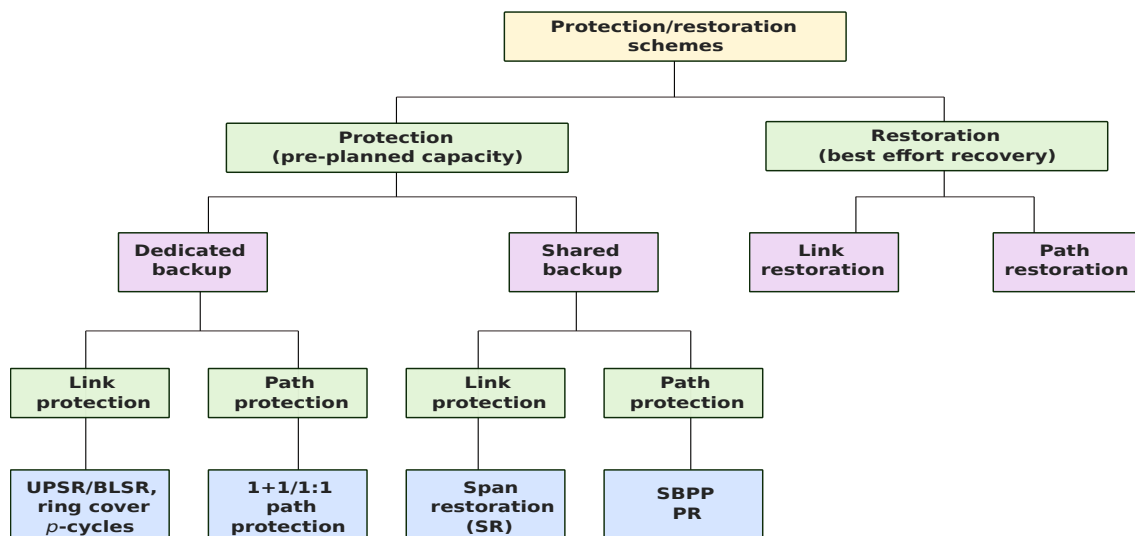 Protection/restoration
schemes
Protection
(pre-planned capacity)
Restoration
(best effort recovery)
Dedicated
backup
Shared
backup
Link
restoration
Path
restoration
Link
protection
Path
protection
Link
protection
Path
protection
UPSR/BLSR,
ring cover
p-cycles
1+1/1:1
path
protection
Span
restoration
(SR)
SBPP
PR